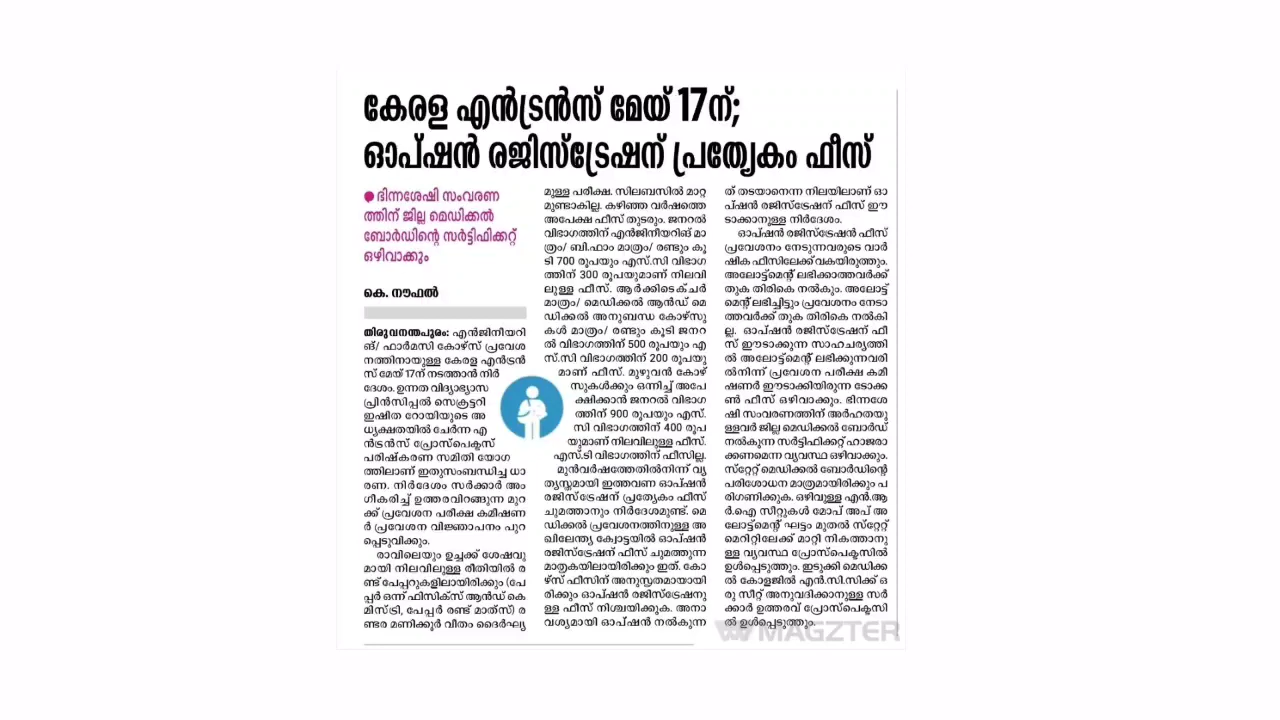 കേരള എൻട്രൻസ് മേയ് 17ന്;
ഓപ്ഷൻ രജിസ്ട്രേഷന് പ്രത്യേകം ഫീസ്
ഭിന്നശേഷി സംവരണ
ത്തിന് ജില്ല മെഡിക്കൽ
ബോർഡിന്റെ സർട്ടിഫിക്കറ്റ്
ഒഴിവാക്കും
കെ. നൗഫൽ
തിരുവനന്തപുരം: എൻജിനീയറി
ങ്/ ഫാർമസി കോഴ്സ് പ്രവേശ
നത്തിനായുള്ള കേരള എൻട്രൻ
സ് മേയ് 17ന് നടത്താൻ നിർ
ദേശം. ഉന്നത വിദ്യാഭ്യാസ
പ്രിൻസിപ്പൽ സെക്രട്ടറി
ഇഷിത റോയിയുടെ അ
ധ്യക്ഷതയിൽ ചേർന്ന എ
ൻട്രൻസ് പ്രോസ്പെക്ടസ്
പരിഷ്കരണ സമിതി യോഗ
ത്തിലാണ് ഇതുസംബന്ധിച്ച ധാ
രണ. നിർദേശം സർക്കാർ അം
ഗീകരിച്ച് ഉത്തരവിറങ്ങുന്ന മുറ
ക്ക് പ്രവേശന പരീക്ഷ കമീഷണ
ർ പ്രവേശന വിജ്ഞാപനം പുറ
പ്പെടുവിക്കും.
രാവിലെയും ഉച്ചക്ക് ശേഷവു
മായി നിലവിലുള്ള രീതിയിൽ ര
ണ്ട് പേപ്പറുകളിലായിരിക്കും (പേ
പ്പർ ഒന്ന് ഫിസിക്സ് ആൻഡ് കെ
മിസ്ട്രി, പേപ്പർ രണ്ട് മാത്സ്) ര
ണ്ടര മണിക്കൂർ വീതം ദൈർഘ്യ
മുള്ള പരീക്ഷ. സിലബസിൽ മാറ്റ
മുണ്ടാകില്ല. കഴിഞ്ഞ വർഷത്തെ
അപേക്ഷ ഫീസ് തുടരും. ജനറൽ
വിഭാഗത്തിന് എൻജിനീയറിങ് മാ
ത്രം/ ബി.ഫാം മാത്രം/ രണ്ടും കൂ
ടി 700 രൂപയും എസ്.സി വിഭാഗ
ത്തിന് 300 രൂപയുമാണ് നിലവി
ലുള്ള ഫീസ്. ആർക്കിടെക്ചർ
മാത്രം/ മെഡിക്കൽ ആൻഡ് മെ
ഡിക്കൽ അനുബന്ധ കോഴ്സു
കൾ മാത്രം/ രണ്ടും കൂടി ജനറ
ൽ വിഭാഗത്തിന് 500 രൂപയും എ
സ്.സി വിഭാഗത്തിന് 200 രൂപയു
മാണ് ഫീസ്. മുഴുവൻ കോഴ്
സുകൾക്കും ഒന്നിച്ച് അപേ
ക്ഷിക്കാൻ ജനറൽ വിഭാഗ
ത്തിന് 900 രൂപയും എസ്.
സി വിഭാഗത്തിന് 400 രൂപ
യുമാണ് നിലവിലുള്ള ഫീസ്.
എസ്.ടി വിഭാഗത്തിന് ഫീസില്ല.
മുൻവർഷത്തേതിൽനിന്ന് വ്യ
ത്യസ്തമായി ഇത്തവണ ഓപ്ഷൻ
രജിസ്ട്രേഷന് പ്രത്യേകം ഫീസ്
ചുമത്താനും നിർദേശമുണ്ട്. മെ
ഡിക്കൽ പ്രവേശനത്തിനുള്ള അ
ഖിലേന്ത്യ ക്വോട്ടയിൽ ഓപ്ഷൻ
രജിസ്ട്രേഷന് ഫീസ് ചുമത്തുന്ന
മാതൃകയിലായിരിക്കും ഇത്. കോ
ഴ്സ് ഫീസിന് അനുസൃതമായായി
രിക്കും ഓപ്ഷൻ രജിസ്ട്രേഷനു
ള്ള ഫീസ് നിശ്ചയിക്കുക. അനാ
വശ്യമായി ഓപ്ഷൻ നൽകുന്ന
ത് തടയാനെന്ന നിലയിലാണ് ഓ
പ്ഷൻ രജിസ്ട്രേഷന് ഫീസ് ഈ
ടാക്കാനുള്ള നിർദേശം.
ഓപ്ഷൻ രജിസ്ട്രേഷൻ ഫീസ്
പ്രവേശനം നേടുന്നവരുടെ വാർ
ഷിക ഫീസിലേക്ക് വകയിരുത്തും.
അലോട്ട്മെന്റ് ലഭിക്കാത്തവർക്ക്
തുക തിരികെ നൽകും. അലോട്ട്
മെന്റ് ലഭിച്ചിട്ടും പ്രവേശനം നേടാ
ത്തവർക്ക് തുക തിരികെ നൽകി
ല്ല. ഓപ്ഷൻ രജിസ്ട്രേഷന് ഫീ
സ് ഈടാക്കുന്ന സാഹചര്യത്തി
ൽ അലോട്ട്മെന്റ് ലഭിക്കുന്നവരി
ൽനിന്ന് പ്രവേശന പരീക്ഷ കമീ
ഷണർ ഈടാക്കിയിരുന്ന ടോക്ക
ൺ ഫീസ് ഒഴിവാക്കും. ഭിന്നശേ
ഷി സംവരണത്തിന് അർഹതയു
ള്ളവർ ജില്ല മെഡിക്കൽ ബോർഡ്
നൽകുന്ന സർട്ടിഫിക്കറ്റ് ഹാജരാ
ക്കണമെന്ന വ്യവസ്ഥ ഒഴിവാക്കും.
സ്റ്റേറ്റ് മെഡിക്കൽ ബോർഡിന്റെ
പരിശോധന മാത്രമായിരിക്കും പ
രിഗണിക്കുക. ഒഴിവുള്ള എൻ.ആ
ർ.ഐ സീറ്റുകൾ മോപ് അപ് അ
ലോട്ട്മെന്റ് ഘട്ടം മുതൽ സ്റ്റേറ്റ്
മെറിറ്റിലേക്ക് മാറ്റി നികത്താനു
ള്ള വ്യവസ്ഥ പ്രോസ്പെക്ടസിൽ
ഉൾപ്പെടുത്തും. ഇടുക്കി മെഡിക്ക
ൽ കോളജിൽ എൻ.സി.സിക്ക് ഒ
രു സീറ്റ് അനുവദിക്കാനുള്ള സർ
ക്കാർ ഉത്തരവ് പ്രോസ്പെക്ടസി
ൽ ഉൾപ്പെടുത്തും.
MAGZTER